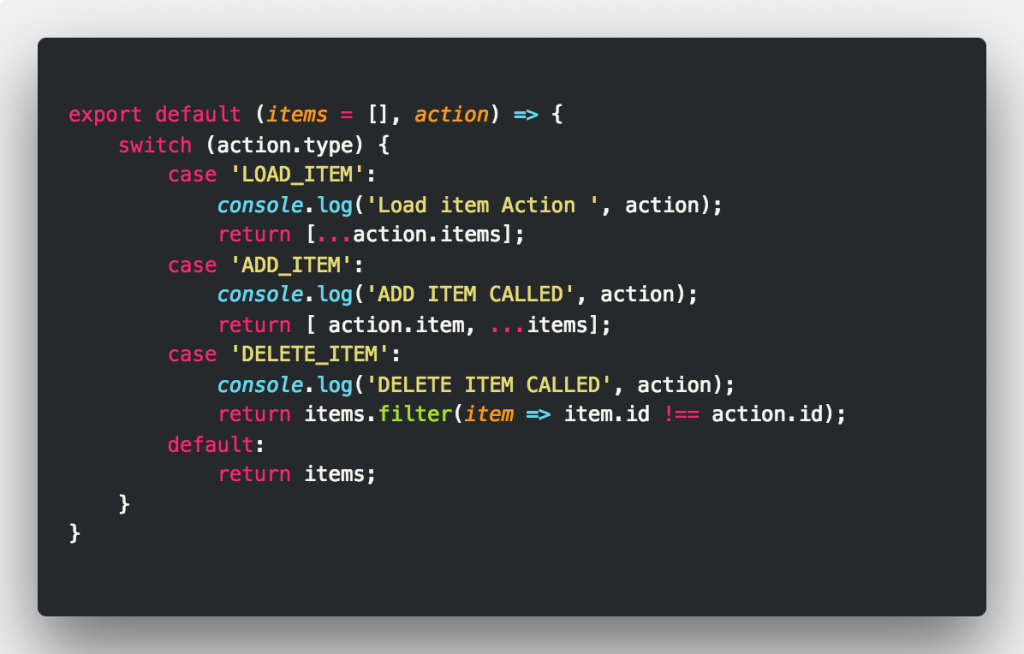 export default (items = [], action) => {
    switch (action.type) {
        case 'LOAD_ITEM':
            console.log('Load item Action ', action);
            return [...action.items];
        case 'ADD_ITEM':
            console.log('ADD ITEM CALLED', action);
            return [ action.item, ...items];
        case 'DELETE_ITEM':
            console.log('DELETE ITEM CALLED', action);
            return items.filter(item => item.id !== action.id);
        default:
            return items;
    }
}